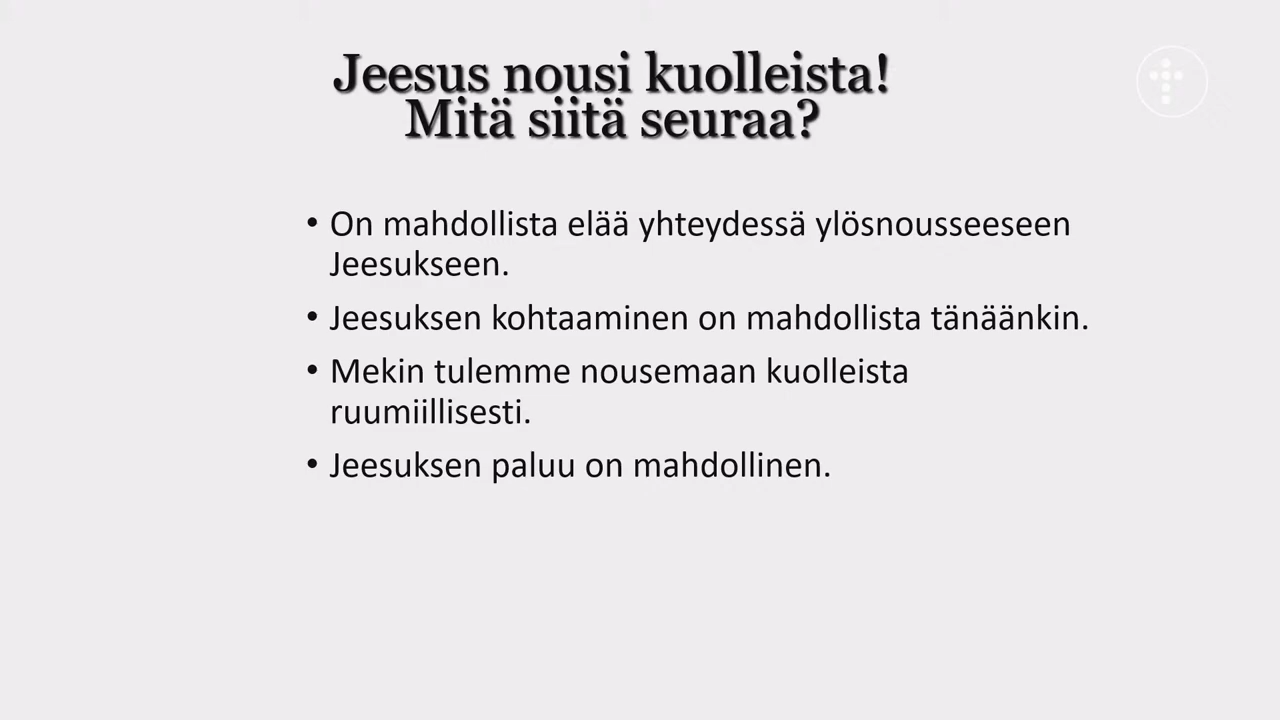 Jeesus nousi kuolleista!
Mitä siitä seuraa?
• On mahdollista elää yhteydessä ylösnousseeseen
Jeesukseen.
• Jeesuksen kohtaaminen on mahdollista tänäänkin.
• Mekin tulemme nousemaan kuolleista
ruumiillisesti.
• Jeesuksen paluu on mahdollinen.